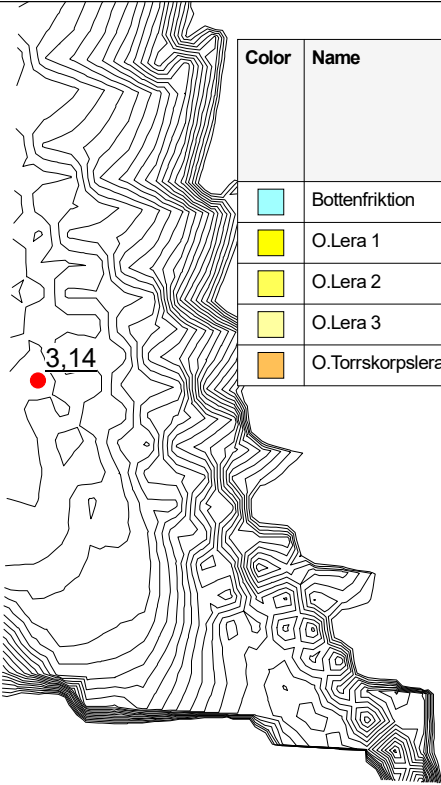 Color Name
Bottenfriktion
O.Lera 1
O.Lera 2
O.Lera 3
O.Torrskorpslera
3,14